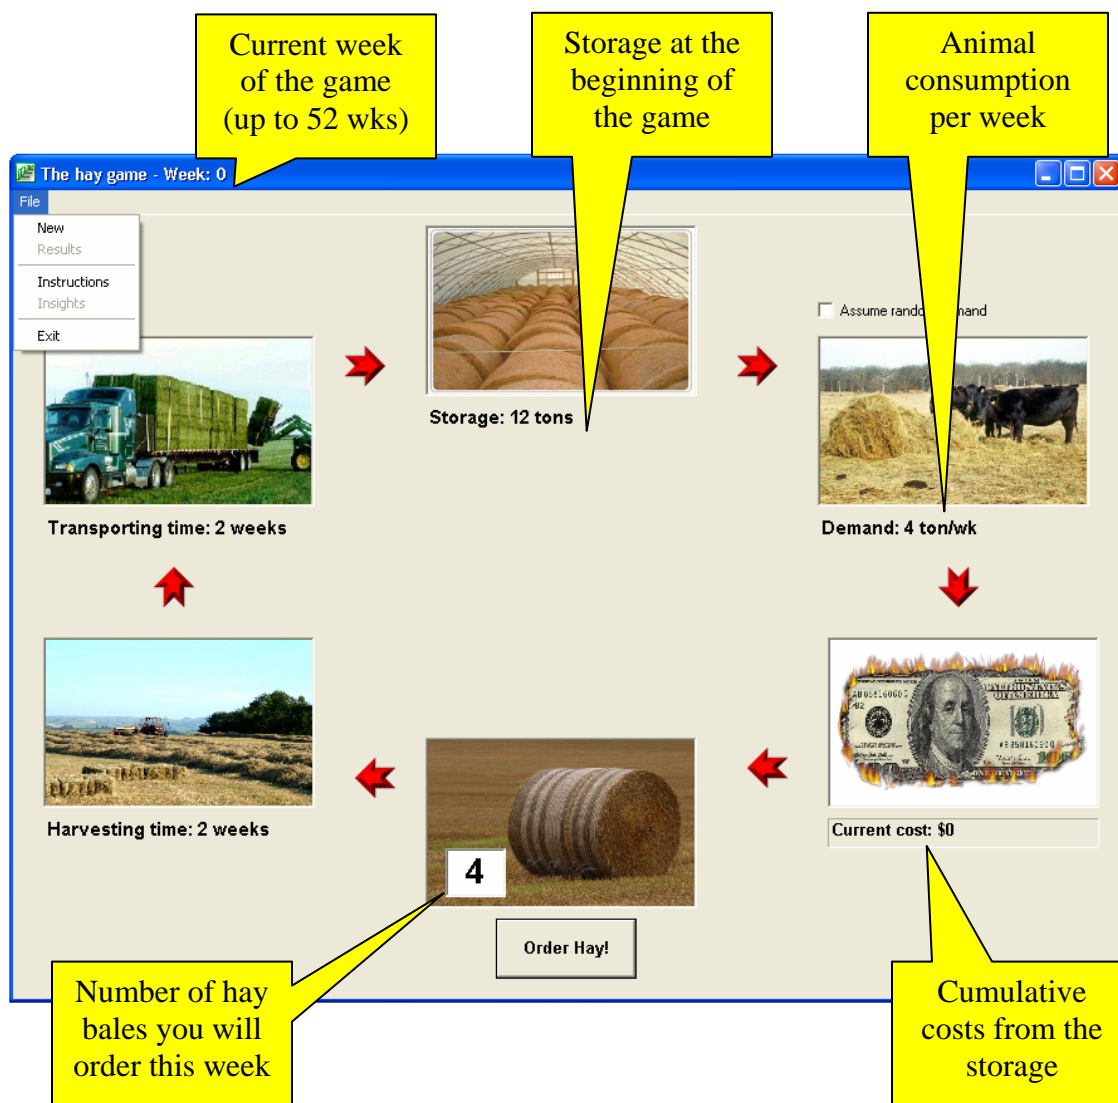 Current week
of the game
(up to 52 wks)
Storage at the
beginning of
the game
Animal
consumption
per week
The hay game - Week: 0
File
New
Results
Instructions
Insights
Exit
Storage: 12 tons
Assume rando mand
Transporting time: 2 weeks
Demand: 4 ton/wk
Harvesting time: 2 weeks
4
Current cost: $0
Order Hay!
Number of hay
bales you will
order this week
Cumulative
costs from the
storage